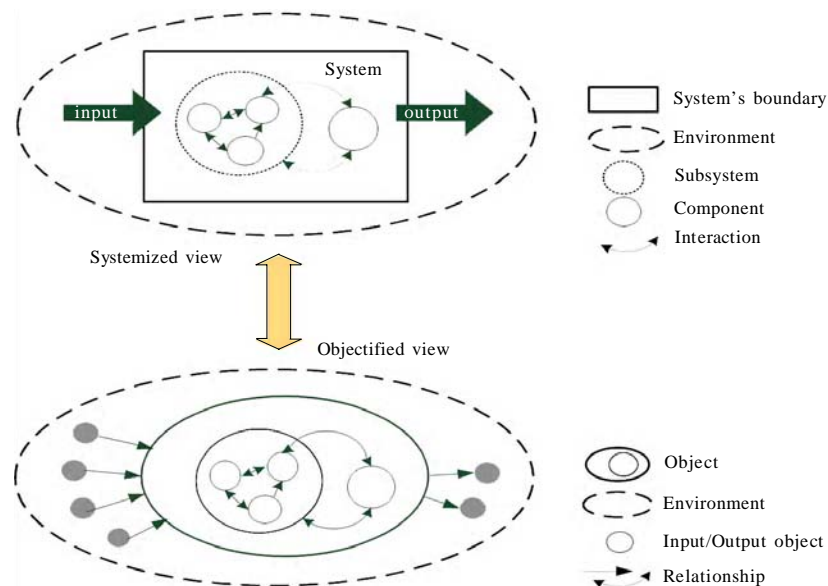 System
input
output
System's boundary
Environment
Subsystem
Component
Interaction
Systemized view
Objectified view
Object
Environment
Input/Output object
Relationship